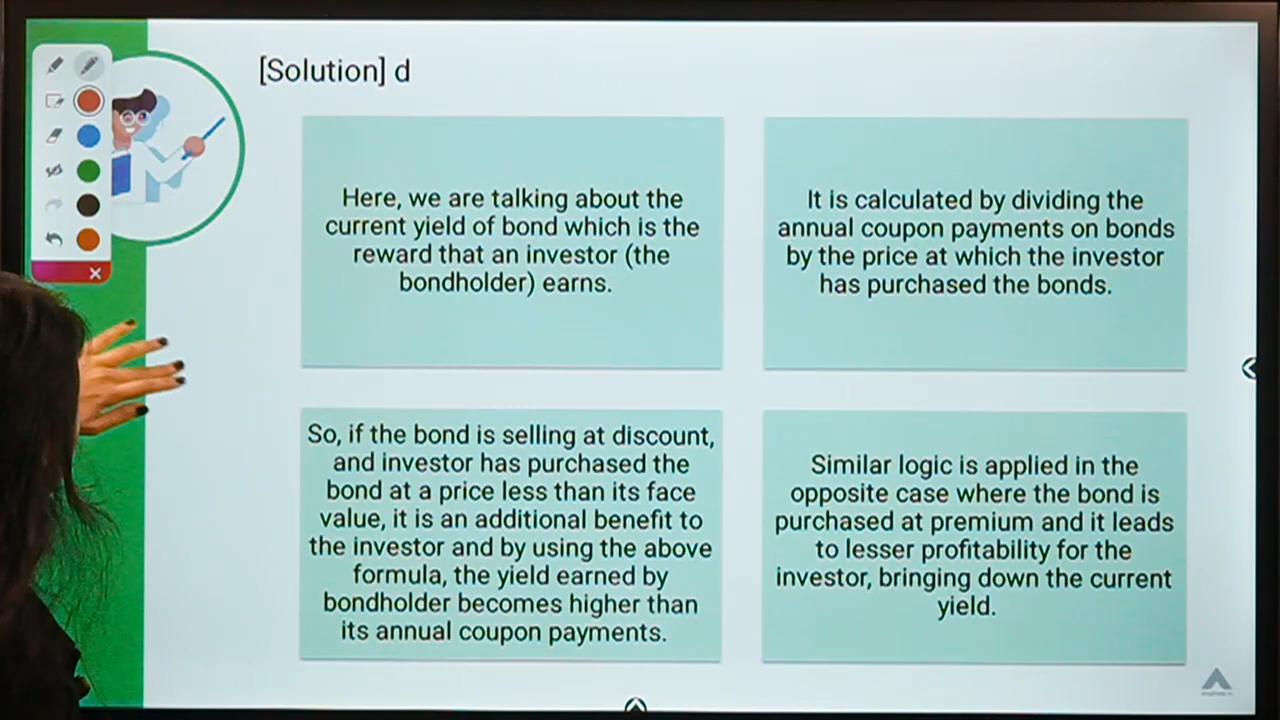 [Solution] d
Here, we are talking about the
current yield of bond which is the
reward that an investor (the
bondholder) earns.
It is calculated by dividing the
annual coupon payments on bonds
by the price at which the investor
has purchased the bonds.
So, if the bond is selling at discount,
and investor has purchased the
bond at a price less than its face
value, it is an additional benefit to
the investor and by using the above
formula, the yield earned by
bondholder becomes higher than
its annual coupon payments.
Similar logic is applied in the
opposite case where the bond is
purchased at premium and it leads
to lesser profitability for the
investor, bringing down the current
yield.